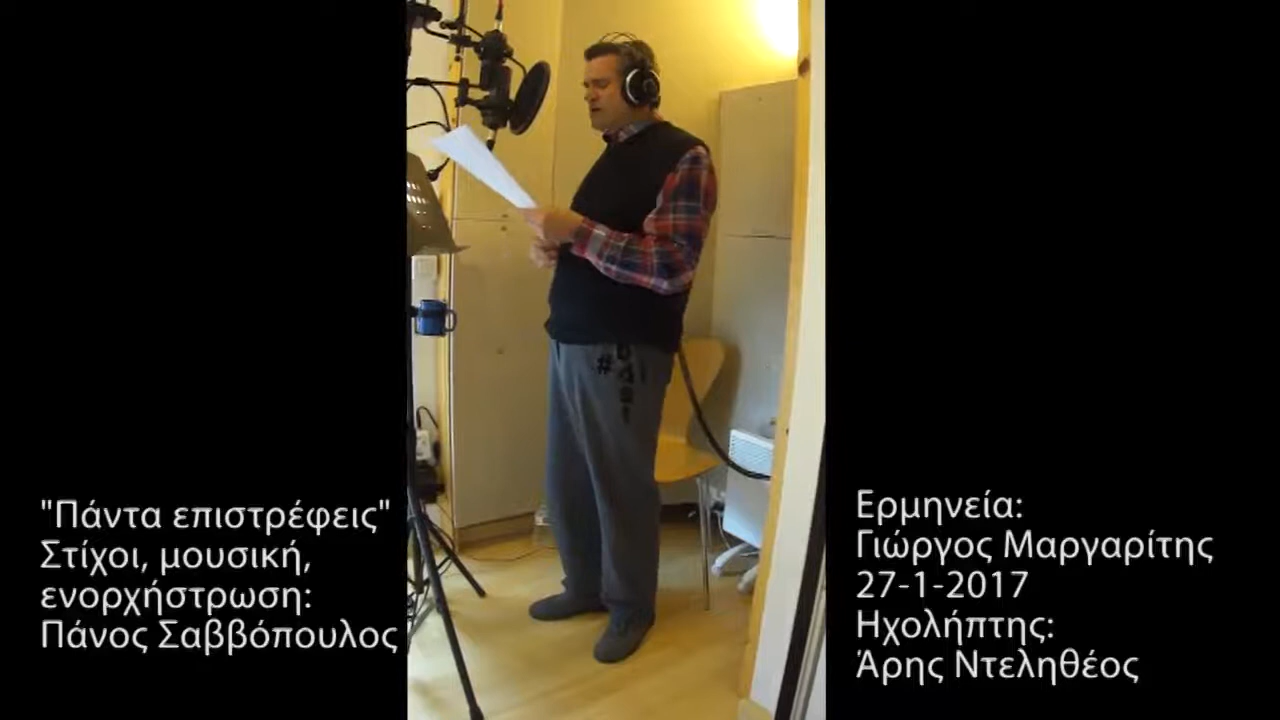 "Πάντα επιστρέφεις"
Στίχοι, μουσική,
ενορχήστρωση:
Πάνος Σαββόπουλος
Ερμηνεία:
Γιώργος Μαργαρίτης
27-1-2017
Ηχολήπτης:
Άρης Ντεληθέος